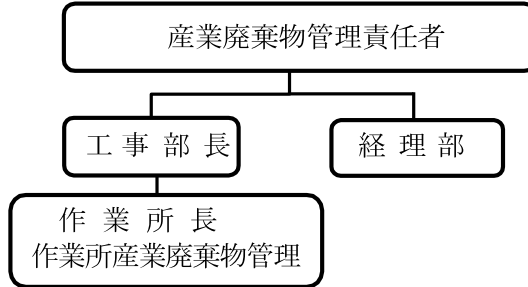 産業廃棄物管理責任者
工事部長
経理部
作業所長
作業所産業廃棄物管理